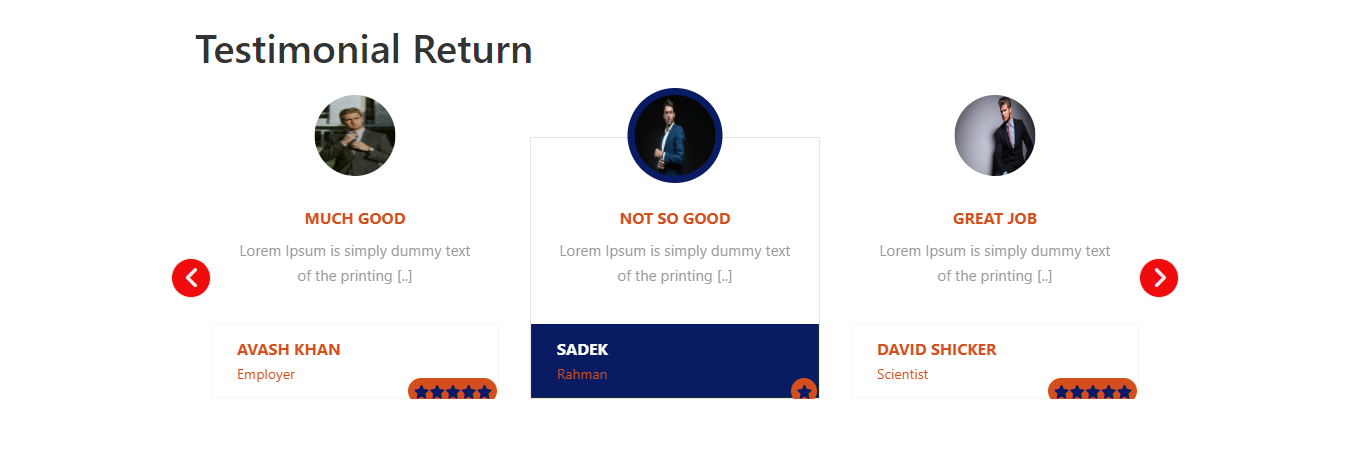 Testimonial Return
MUCH GOOD
Lorem Ipsum is simply dummy text
of the printing [..]
AVASH KHAN
Employer
NOT SO GOOD
Lorem Ipsum is simply dummy text
of the printing [..]
SADEK
Rahman
GREAT JOB
Lorem Ipsum is simply dummy text
of the printing [..]
DAVID SHICKER
Scientist